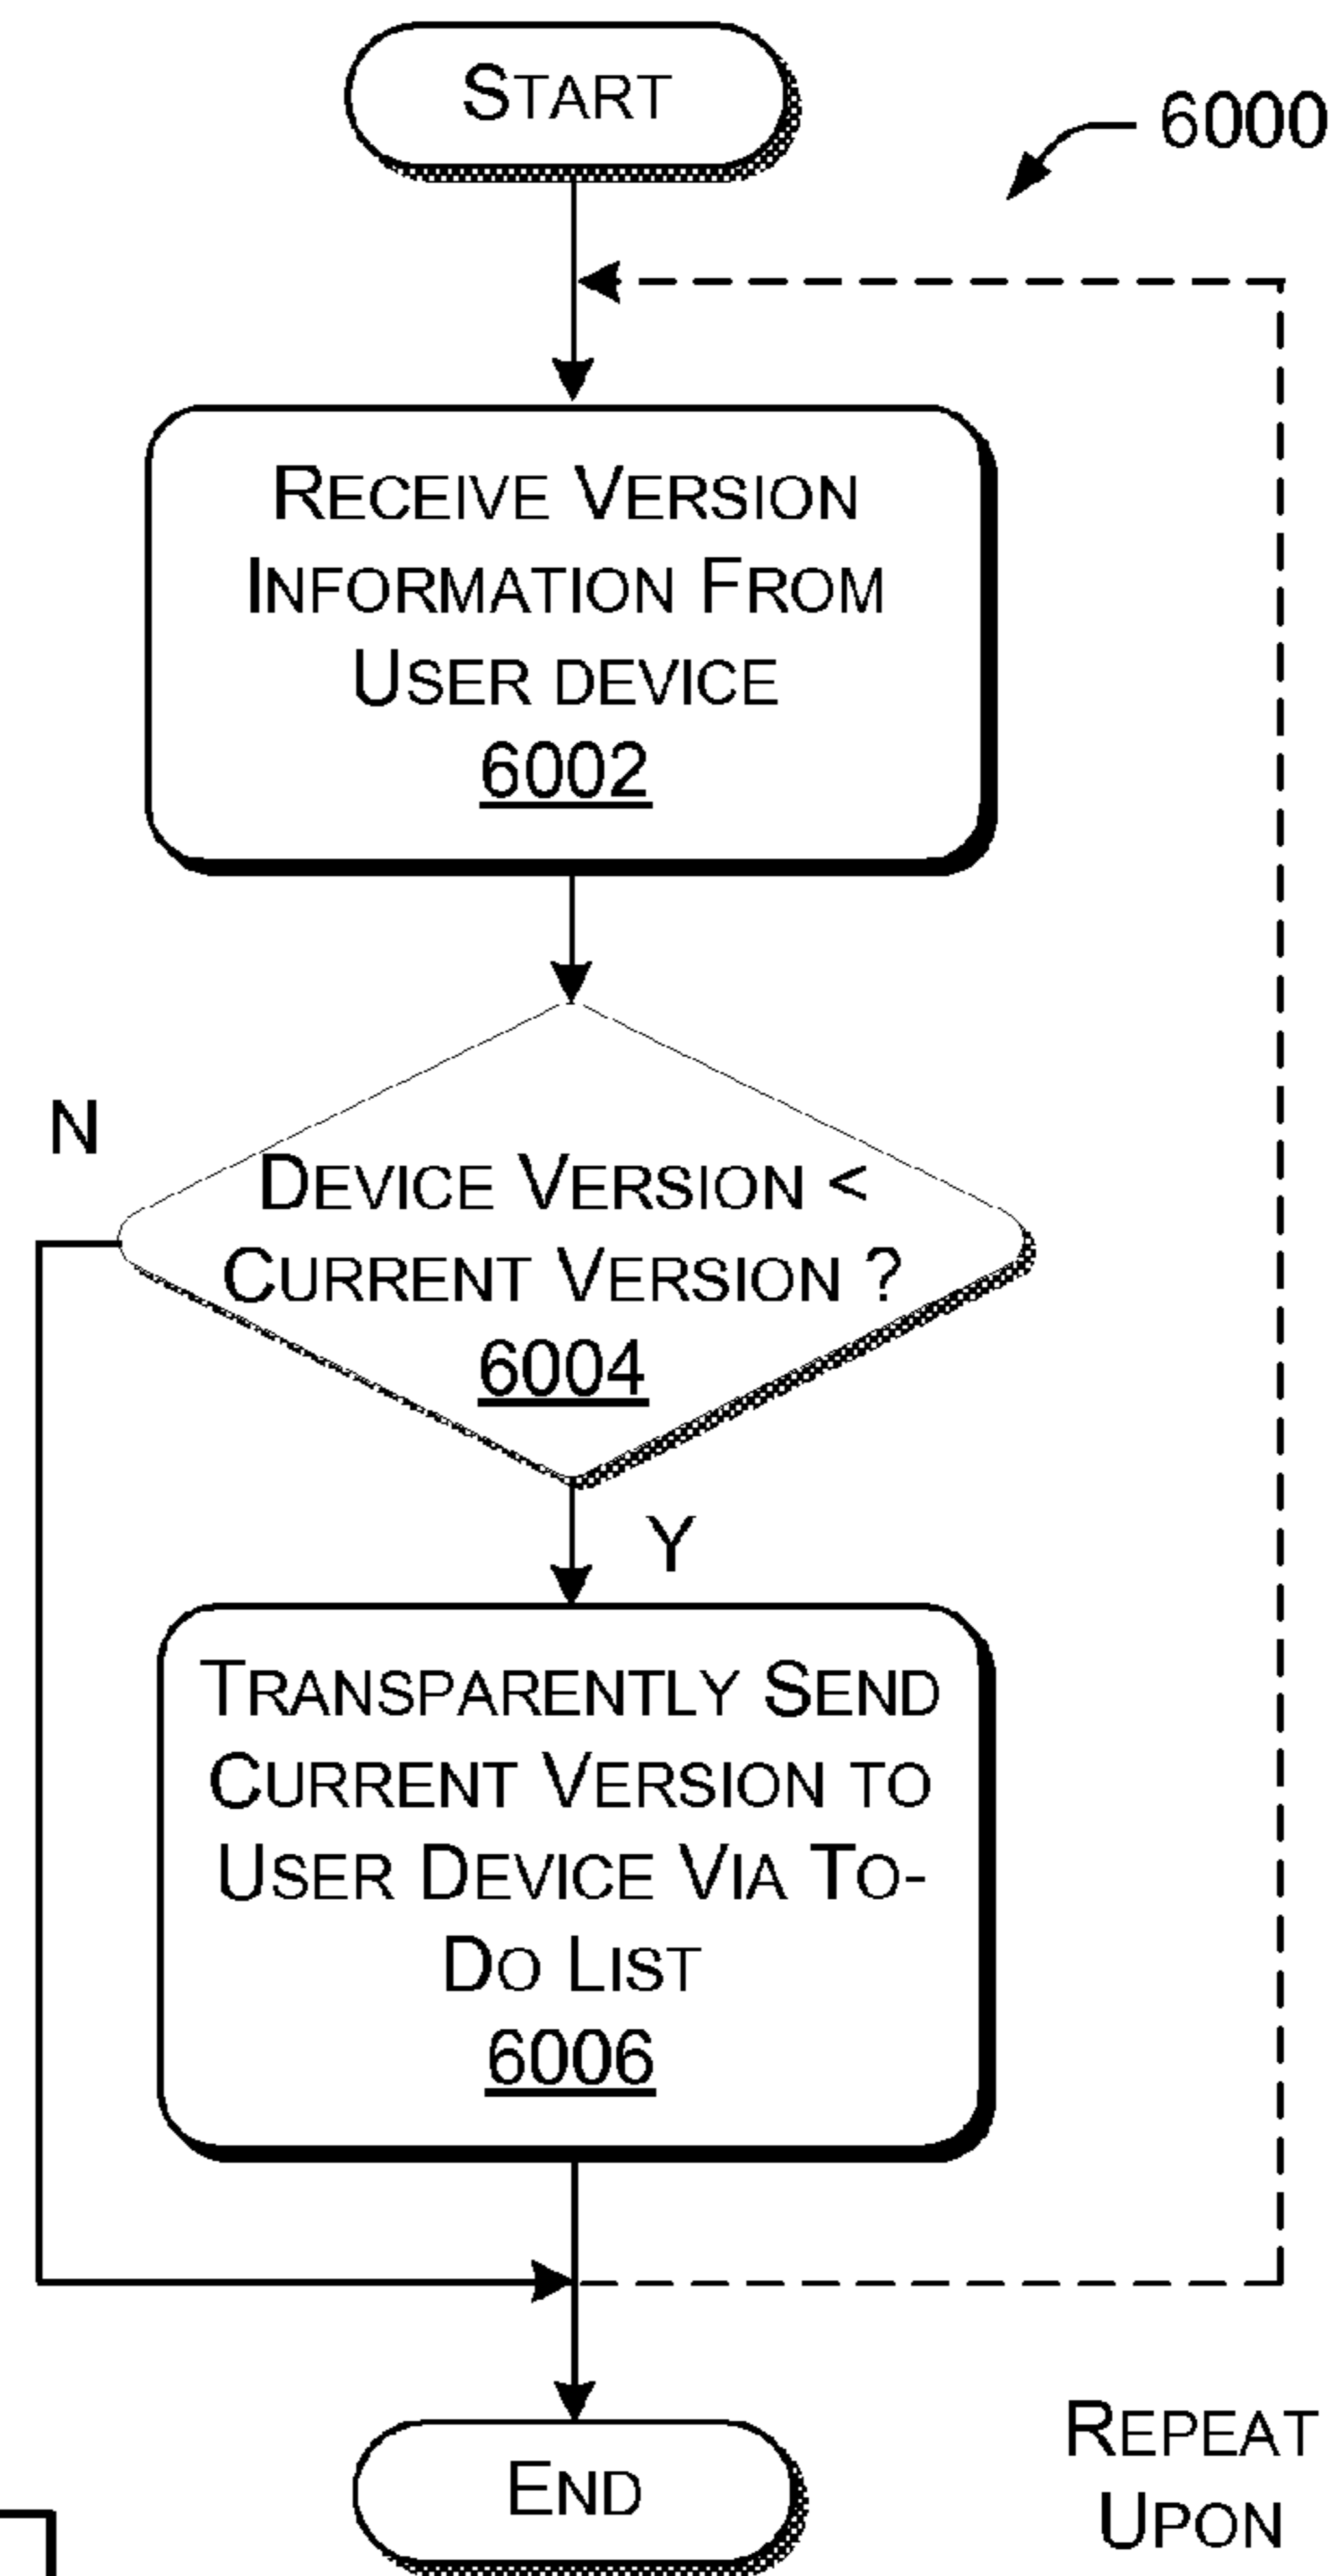 START
6000
RECEIVE VERSION
INFORMATION FROM
USER DEVICE
6002
N
DEVICE VERSION <
CURRENT VERSION ?
6004
Y
TRANSPARENTLY SEND
CURRENT VERSION TO
USER DEVICE VIA TO-
DO LIST
6006
END
REPEAT
UPON